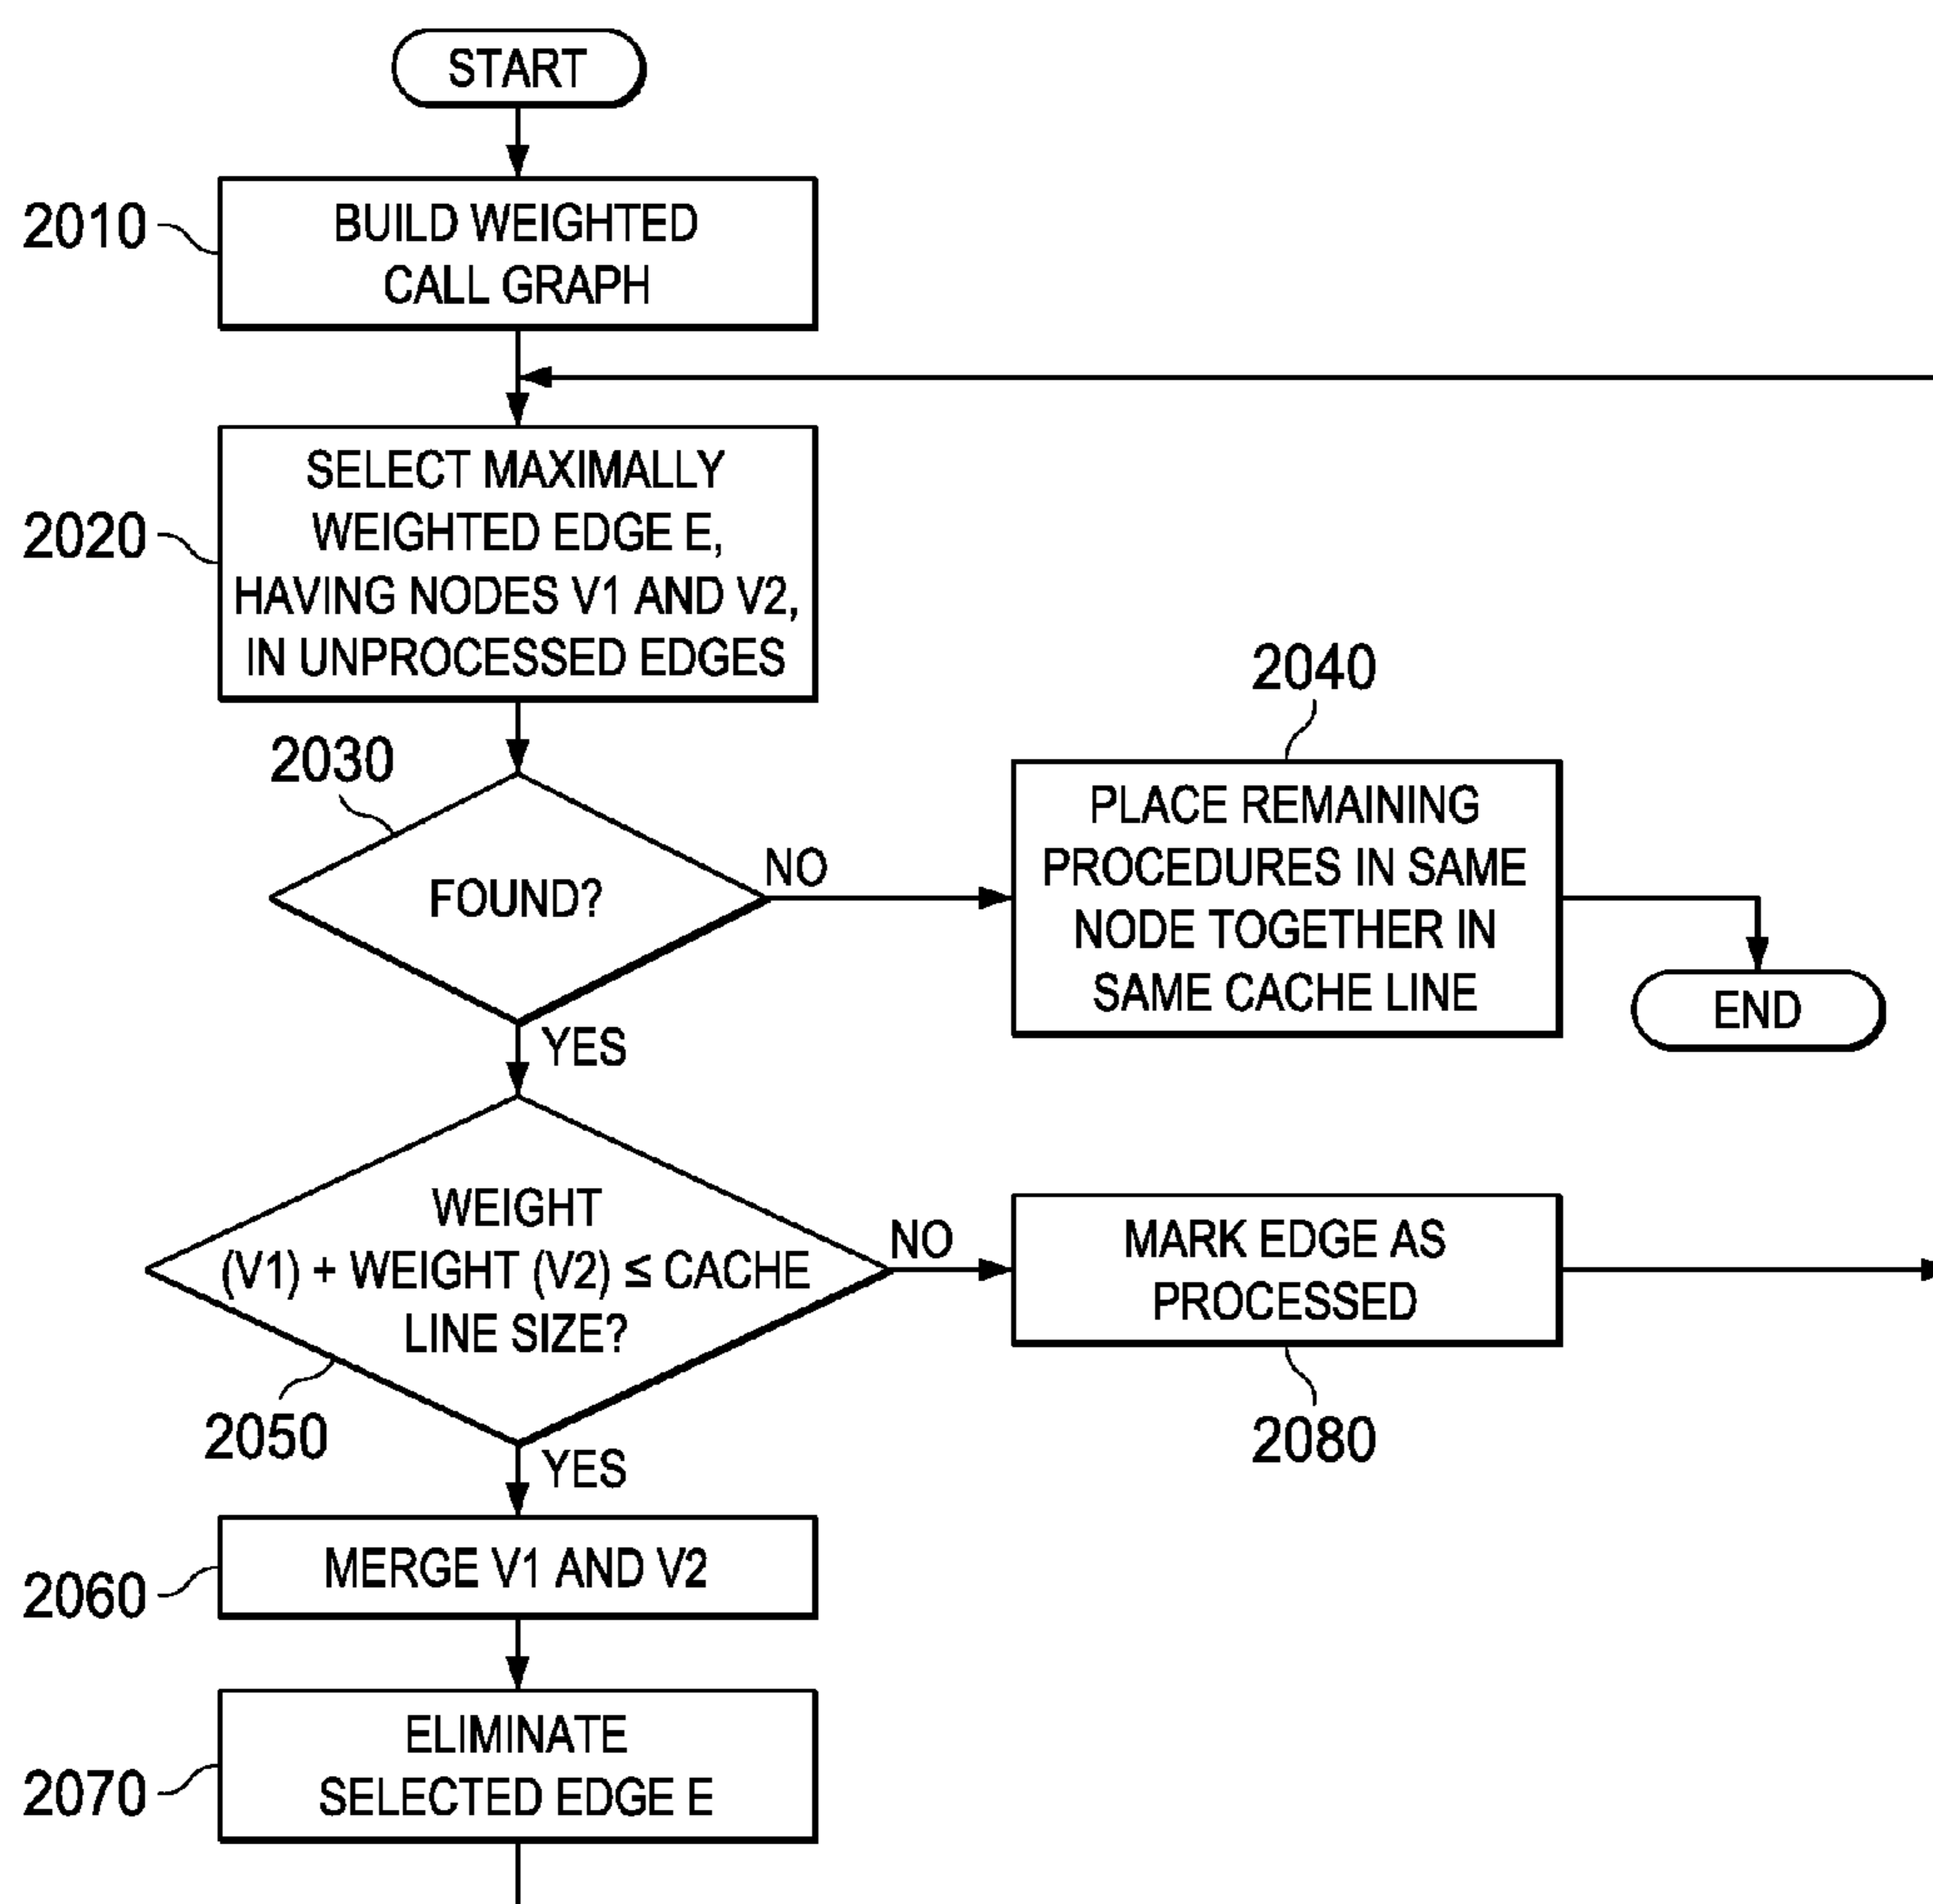 START
2010
BUILD WEIGHTED
CALL GRAPH
2020
SELECT MAXIMALLY
WEIGHTED EDGE E,
HAVING NODES V1 AND V2,
IN UNPROCESSED EDGES
2030
FOUND?
NO
YES
2040
PLACE REMAINING
PROCEDURES IN SAME
NODE TOGETHER IN
SAME CACHE LINE
END
WEIGHT
(V1) + WEIGHT (V2) ≤ CACHE
LINE SIZE?
2050
NO
YES
MARK EDGE AS
PROCESSED
2080
2060
MERGE V1 AND V2
2070
ELIMINATE
SELECTED EDGE E